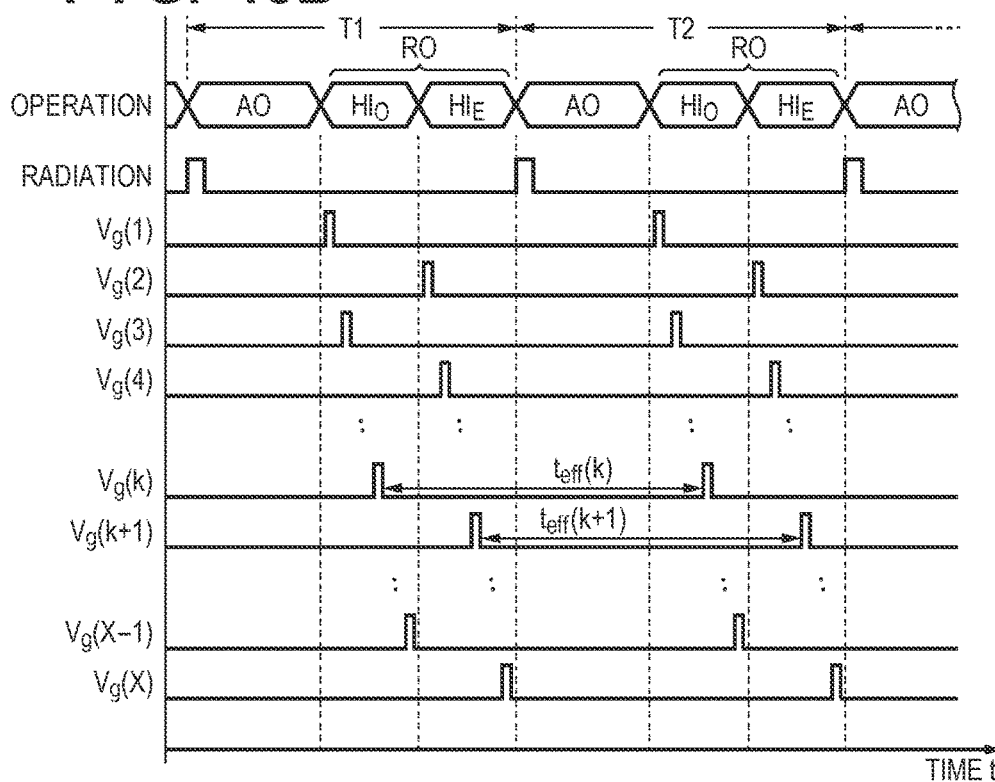 T1 T2
RO RO
OPERATION AO HIO HIE AO HIO HIE AO
RADIATION
Vg(1)
Vg(2)
Vg(3)
Vg(4)
Vg(k) teff(k)
Vg(k+1) teff(k+1)
Vg(X−1)
Vg(X)
TIME t